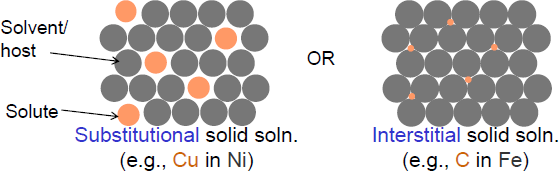 Solvent/
host
Solute
Substitutional solid soln.
(e.g., Cu in Ni)
OR
Interstitial solid soln.
(e.g., C in Fe)